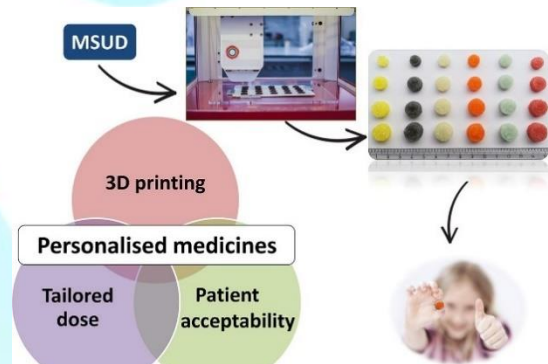 MSUD
3D printing
Personalised medicines
Tailored
dose
Patient
acceptability